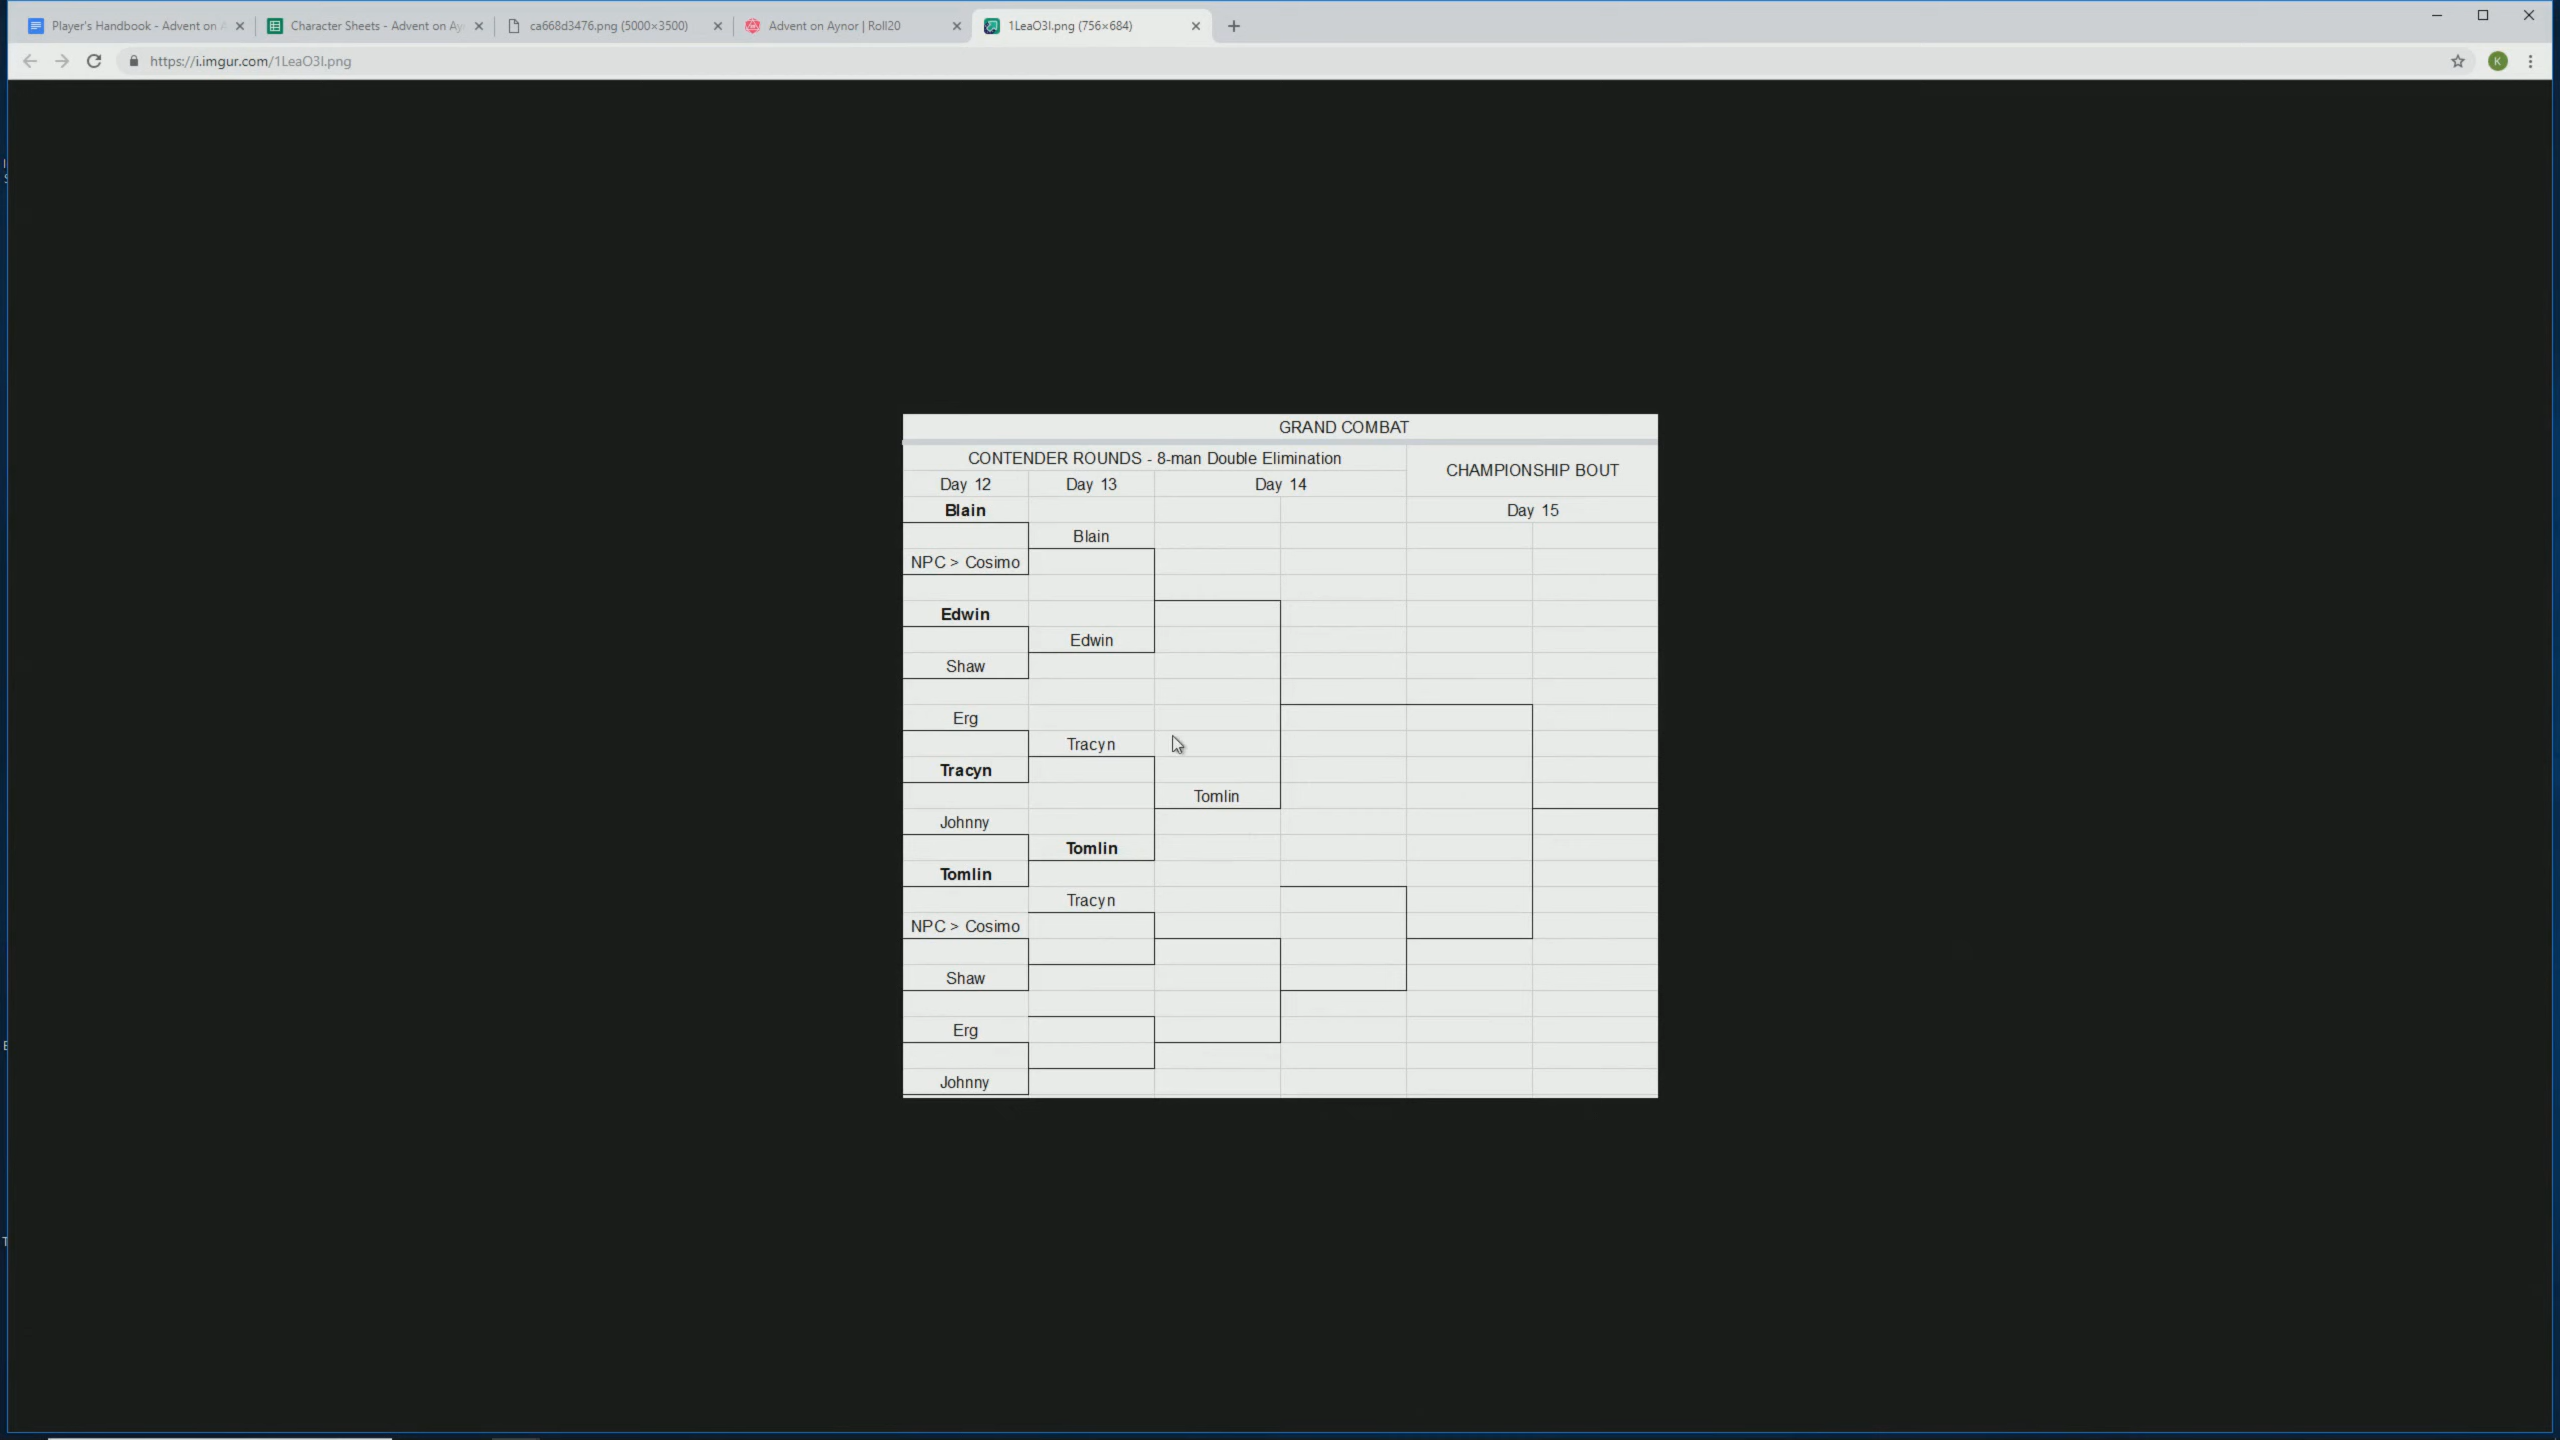 Player's Handbook - Advent on A
Character Sheets - Advent on Ay
ca668d3476.png (5000×3500)
Advent on Aynor | Roll20
1LeaO3I.png (756×684)
https://i.imgur.com/1LeaO3I.png
K
GRAND COMBAT
CONTENDER ROUNDS - 8-man Double Elimination
CHAMPIONSHIP BOUT
Day 12
Day 13
Day 14
Blain
Day 15
Blain
NPC > Cosimo
Edwin
Edwin
Shaw
Erg
Tracyn
Tracyn
Tomlin
Johnny
Tomlin
Tomlin
Tracyn
NPC > Cosimo
Shaw
Erg
Johnny